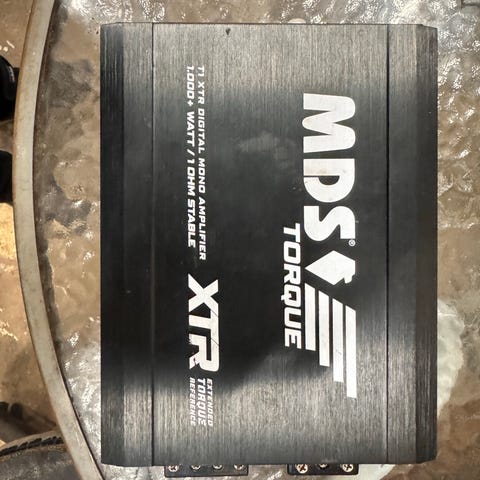 MDS®
TORQUE
T1 XTR DIGITAL MONO AMPLIFIER
1.000+ WATT / 1 OHM STABLE
XTR
EXTENDED
TORQUE
REFERENCE